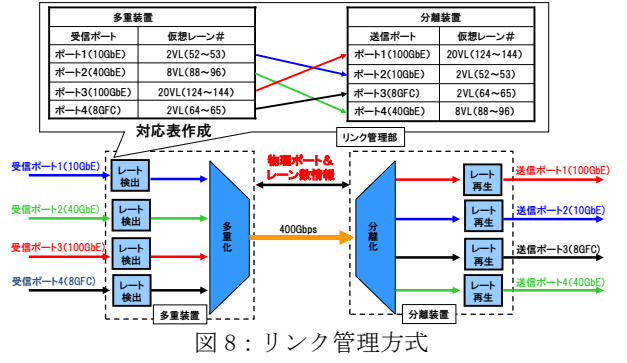 多重装置
受信ポート 仮想レーン#
ポート1(10GbE) 2VL(52～53)
ポート2(40GbE) 8VL(88～96)
ポート3(100GbE) 20VL(124～144)
ポート4(8GFC) 2VL(64～65)
分離装置
送信ポート 仮想レーン#
ポート1(100GbE) 20VL(124～144)
ポート2(10GbE) 2VL(52～53)
ポート3(8GFC) 2VL(64～65)
ポート4(40GbE) 8VL(88～96)
対応表作成
リンク管理部
受信ポート1(10GbE)
受信ポート2(40GbE)
受信ポート3(100GbE)
受信ポート4(8GFC)
レート
検出
レート
検出
レート
検出
レート
検出
多重化
多重装置
物理ポート&
レーン数情報
400Gbps
分離化
レート
再生
レート
再生
レート
再生
レート
再生
分離装置
送信ポート1(100GbE)
送信ポート2(10GbE)
送信ポート3(8GFC)
送信ポート4(40GbE)
図 8：リンク管理方式